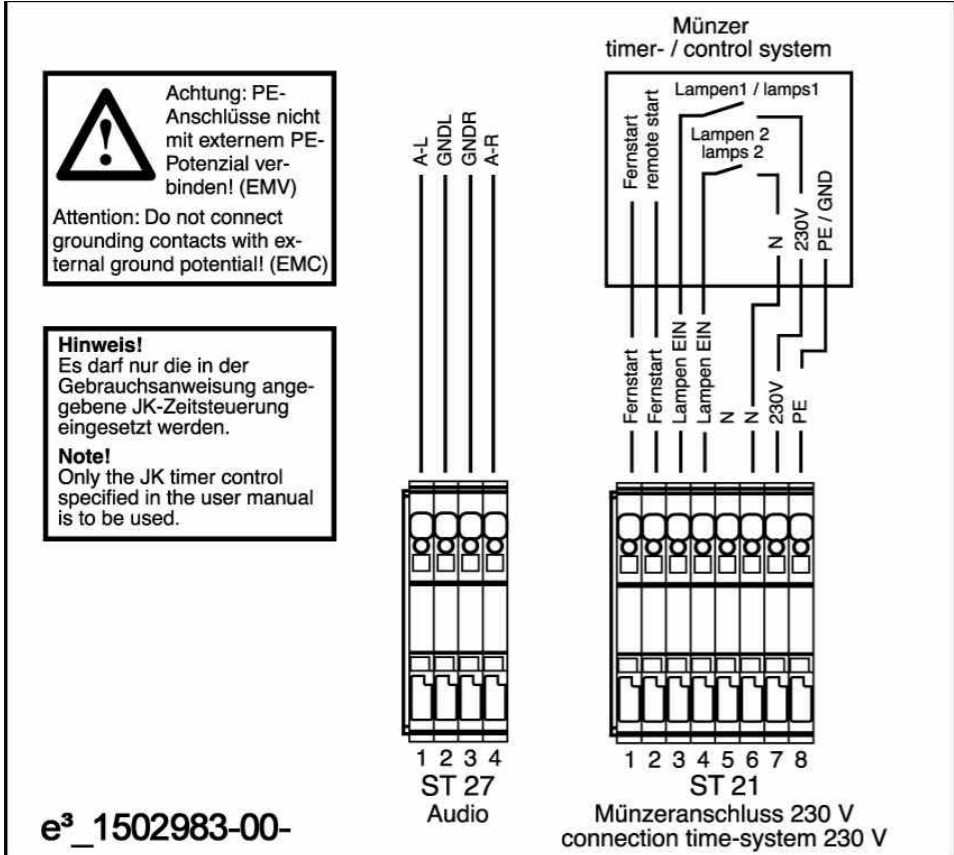 Achtung: PE-
Anschlüsse nicht
mit externem PE-
Potenzial ver-
binden! (EMV)
Attention: Do not connect
grounding contacts with ex-
ternal ground potential! (EMC)
Hinweis!
Es darf nur die in der
Gebrauchsanweisung ange-
gebene JK-Zeitsteuerung
eingesetzt werden.
Note!
Only the JK timer control
specified in the user manual
is to be used.
A-L
GNDL
GNDR
A-R
1 2 3 4
ST 27
Audio
Münzer
timer- / control system
Lampen1 / lamps1
Lampen 2
lamps 2
Fernstart
remote start
N
230V
PE / GND
Fernstart
Fernstart
Lampen EIN
Lampen EIN
N
N
230V
PE
1 2 3 4 5 6 7 8
ST 21
Münzeranschluss 230 V
connection time-system 230 V
e³_1502983-00-